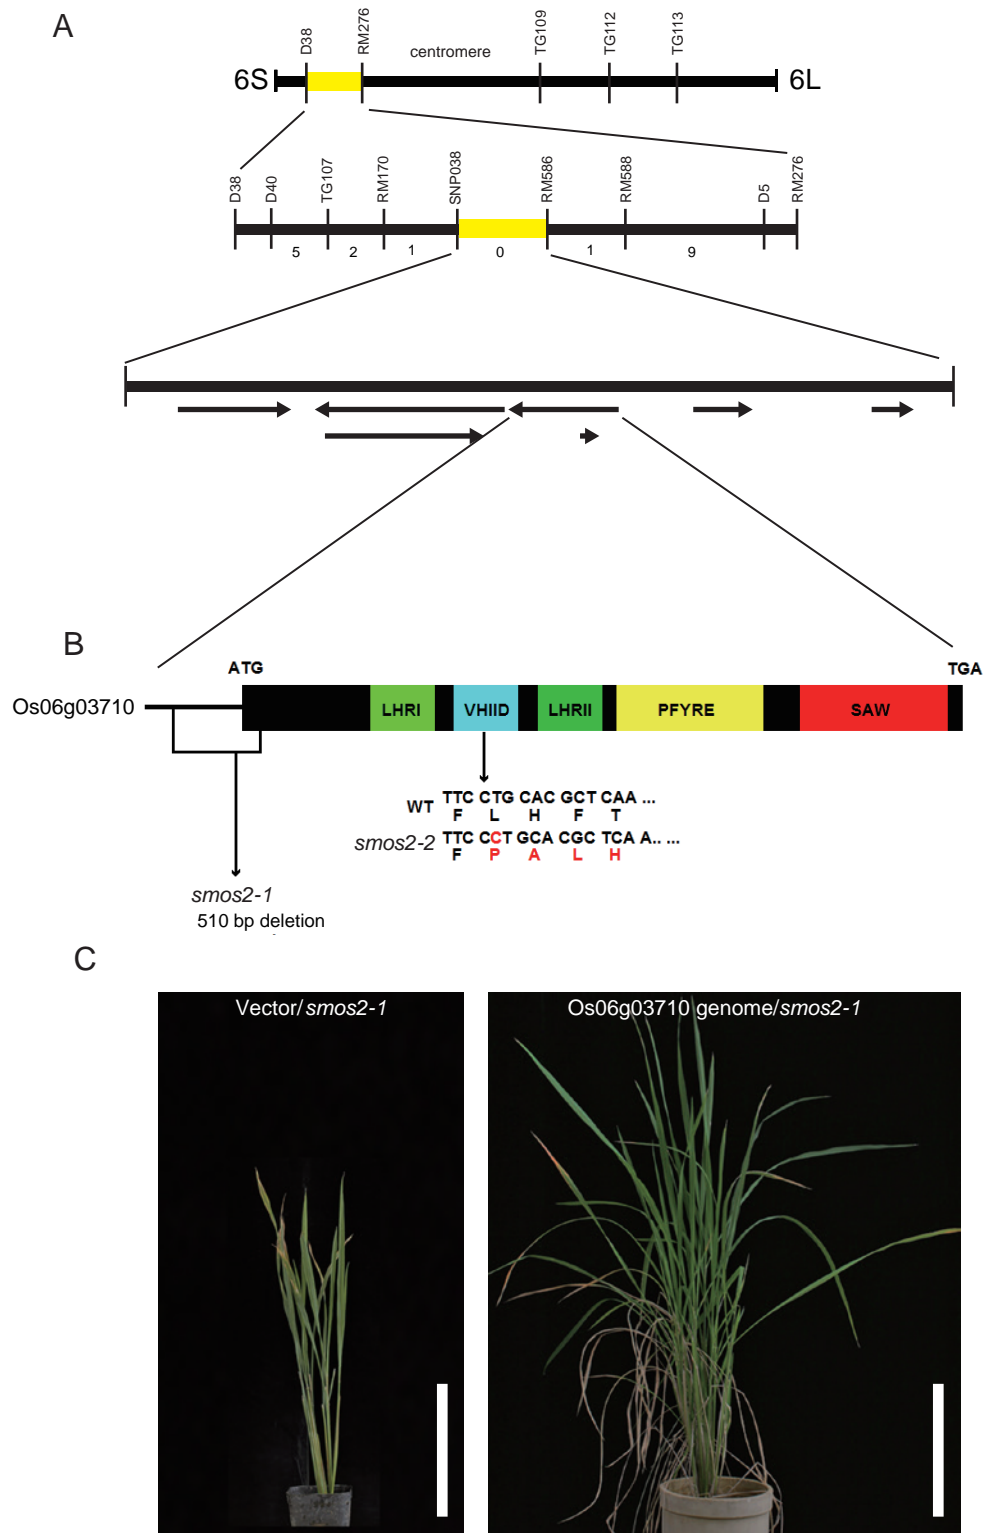 A
D38
RM276
centromere
TG109
TG112
TG113
6S
6L
D38
D40
TG107
RM170
SNP038
RM586
RM588
D5
RM276
5
2
1
0
1
9
B
ATG
TGA
Os06g03710
LHRI
VHIID
LHRII
PFYRE
SAW
WT
TTC CTG CAC GCT CAA ...
F L H F T
smos2-2
TTC CCT GCA CGC TCA A.. ...
F P A L H
smos2-1
510 bp deletion
C
Vector/smos2-1
Os06g03710 genome/smos2-1